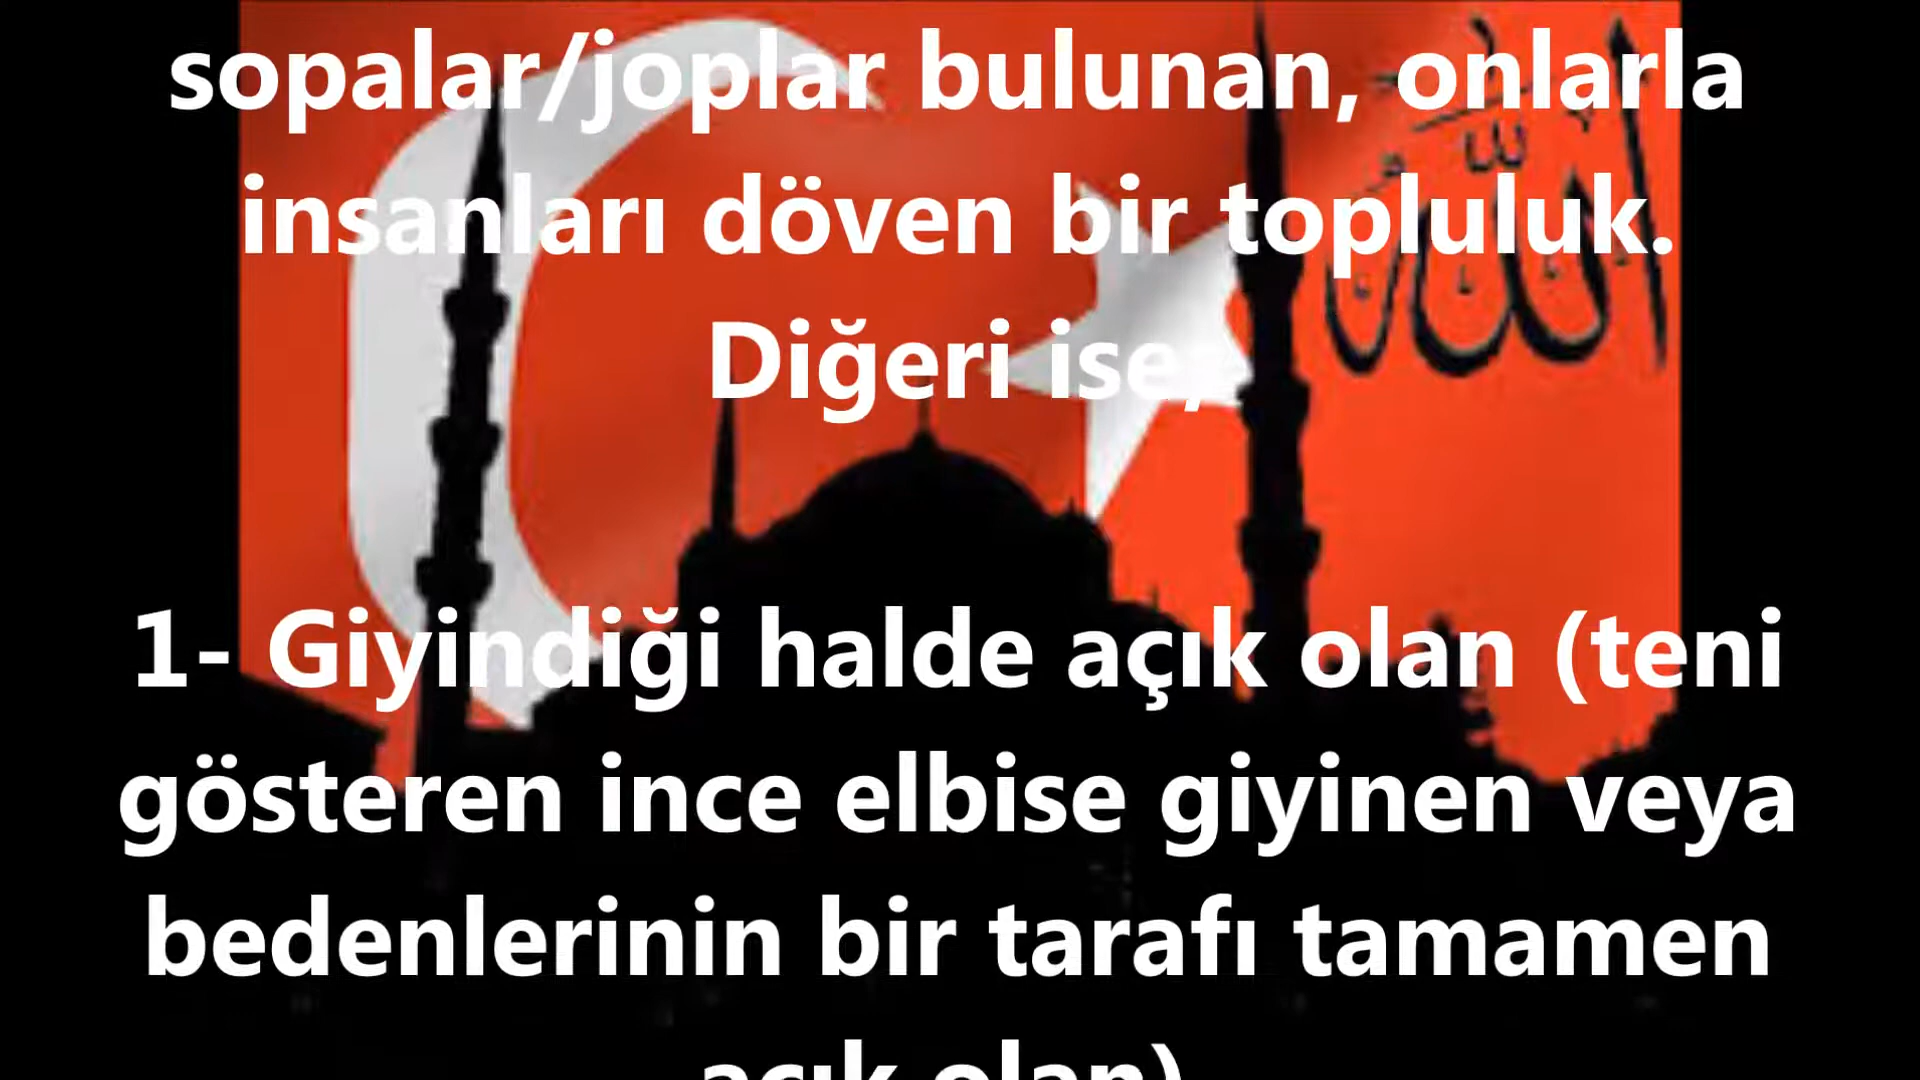 sopalar/joplar bulunan, onlarla
insanları döven bir topluluk.
Diğeri ise;
الله
1- Giyindiği halde açık olan (teni
gösteren ince elbise giyinen veya
bedenlerinin bir tarafı tamamen
açık olan)